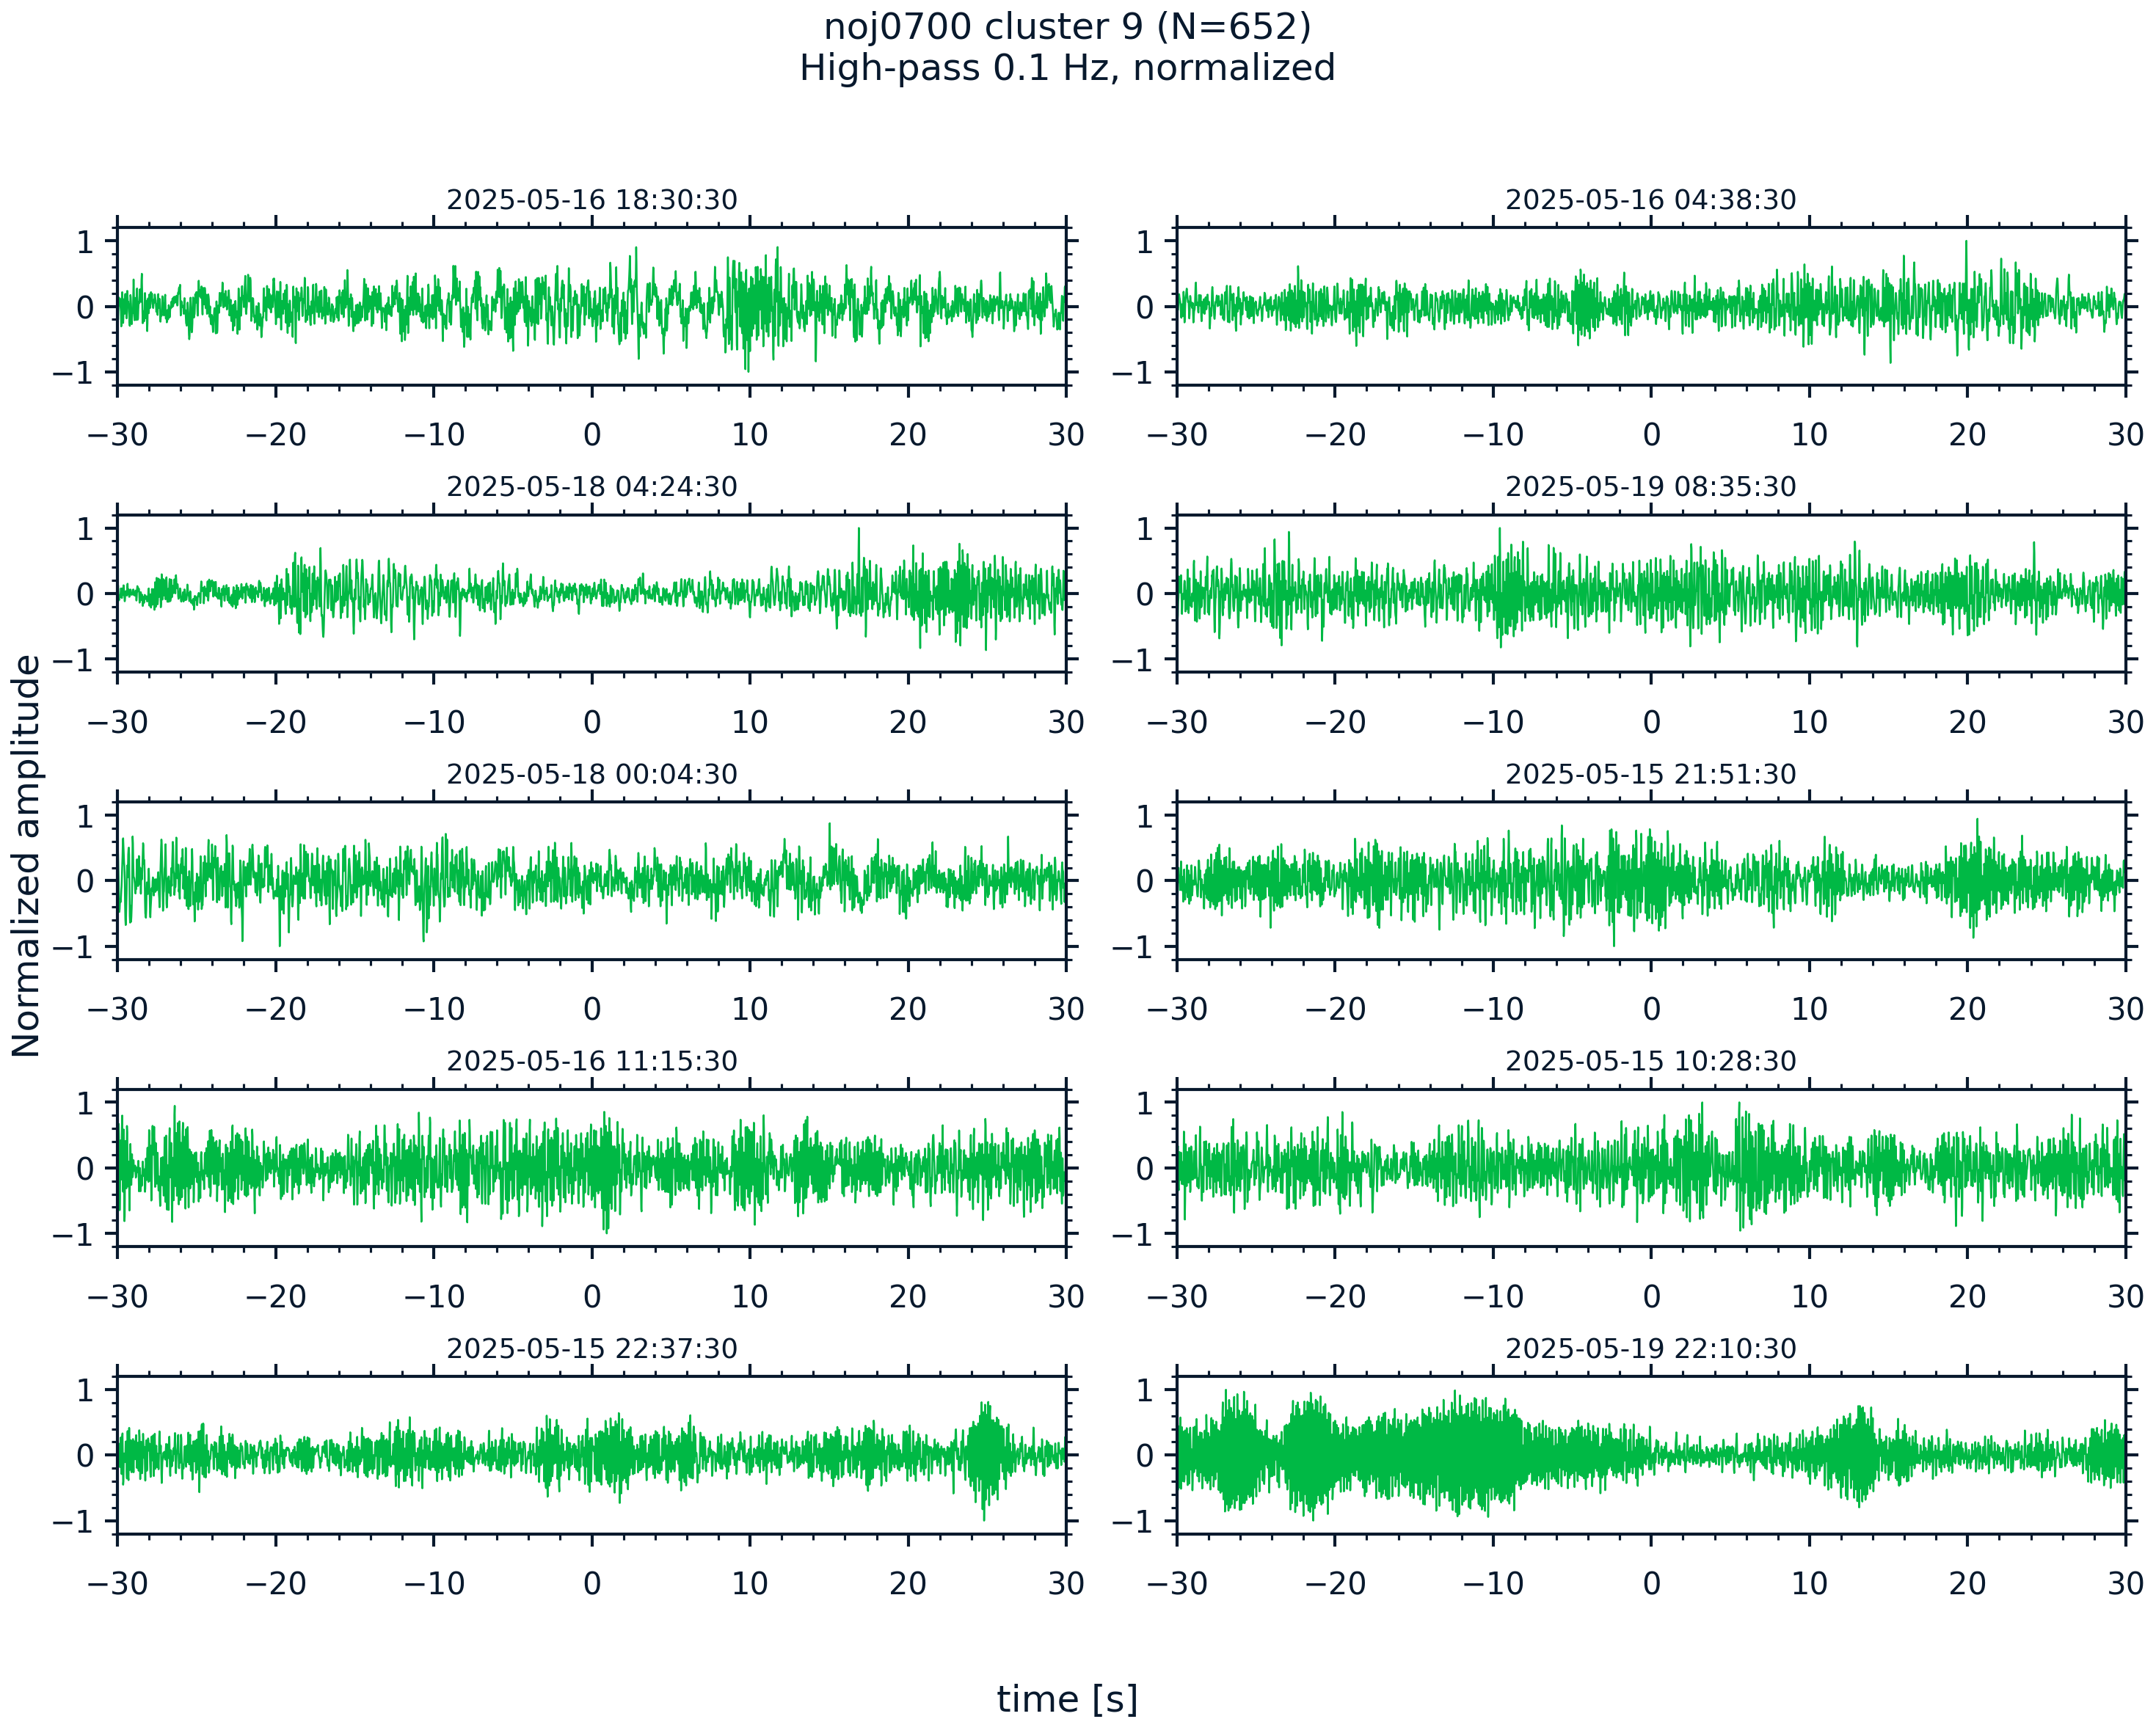 noj0700 cluster 9 (N=652)
High-pass 0.1 Hz, normalized
Normalized amplitude
2025-05-16 18:30:30
1
0
−1
−30 −20 −10 0 10 20 30
2025-05-16 04:38:30
1
0
−1
−30 −20 −10 0 10 20 30
2025-05-18 04:24:30
1
0
−1
−30 −20 −10 0 10 20 30
2025-05-19 08:35:30
1
0
−1
−30 −20 −10 0 10 20 30
2025-05-18 00:04:30
1
0
−1
−30 −20 −10 0 10 20 30
2025-05-15 21:51:30
1
0
−1
−30 −20 −10 0 10 20 30
2025-05-16 11:15:30
1
0
−1
−30 −20 −10 0 10 20 30
2025-05-15 10:28:30
1
0
−1
−30 −20 −10 0 10 20 30
2025-05-15 22:37:30
1
0
−1
−30 −20 −10 0 10 20 30
2025-05-19 22:10:30
1
0
−1
−30 −20 −10 0 10 20 30
time [s]